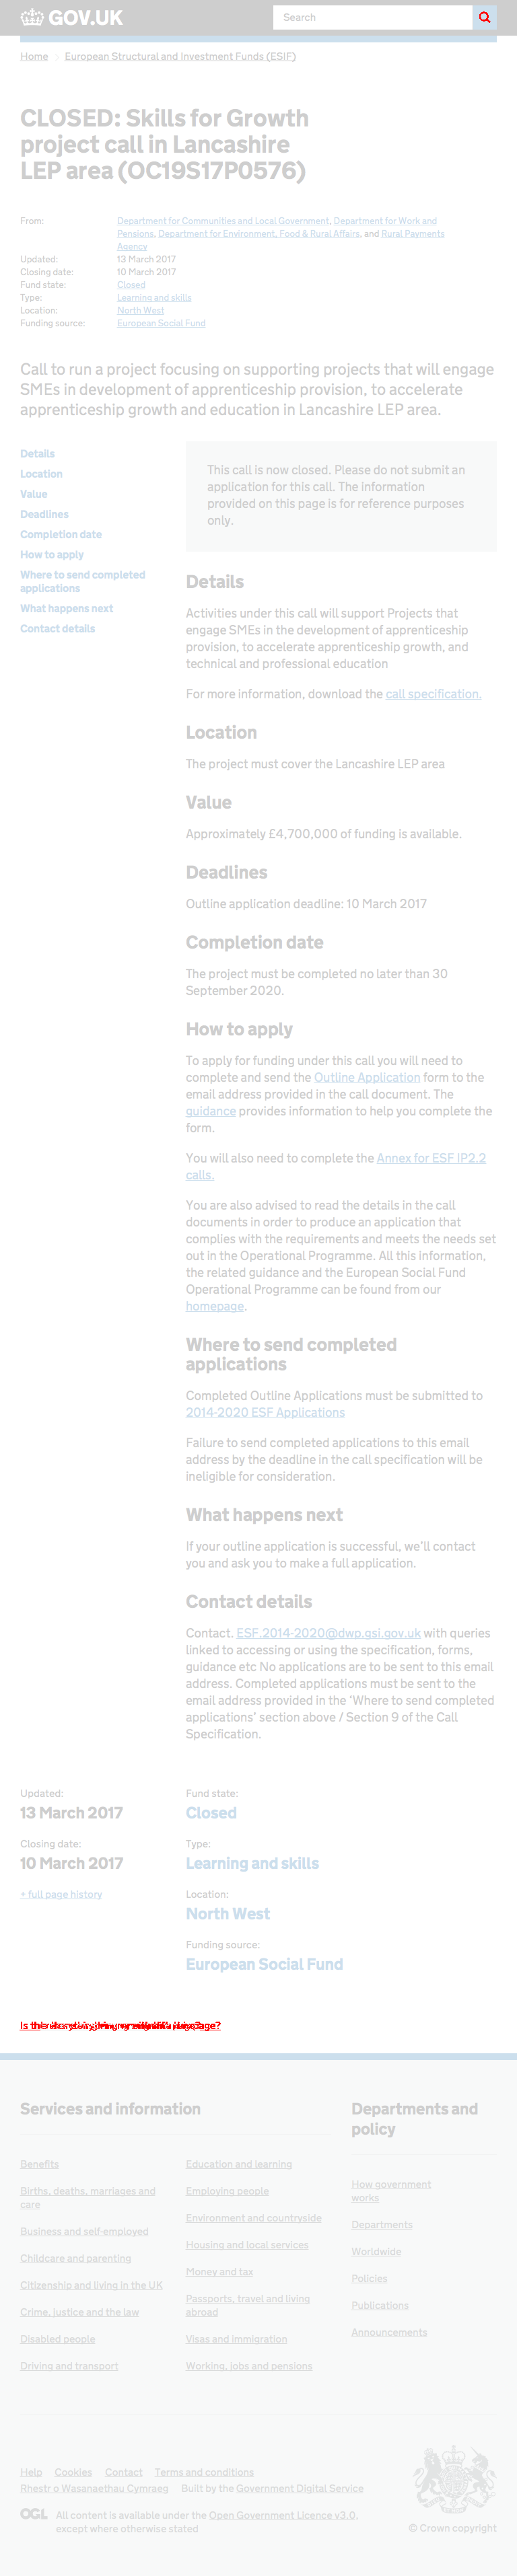 GOV.UK
Search
Home
European Structural and Investment Funds (ESIF)
CLOSED: Skills for Growth
project call in Lancashire
LEP area (OC19S17P0576)
From: Department for Communities and Local Government, Department for Work and
Pensions, Department for Environment, Food & Rural Affairs, and Rural Payments
Agency
Updated: 13 March 2017
Closing date: 10 March 2017
Fund state: Closed
Type: Learning and skills
Location: North West
Funding source: European Social Fund
Call to run a project focusing on supporting projects that will engage
SMEs in development of apprenticeship provision, to accelerate
apprenticeship growth and education in Lancashire LEP area.
Details
Location
Value
Deadlines
Completion date
How to apply
Where to send completed
applications
What happens next
Contact details
This call is now closed. Please do not submit an
application for this call. The information
provided on this page is for reference purposes
only.
Details
Activities under this call will support Projects that
engage SMEs in the development of apprenticeship
provision, to accelerate apprenticeship growth, and
technical and professional education
For more information, download the call specification.
Location
The project must cover the Lancashire LEP area
Value
Approximately £4,700,000 of funding is available.
Deadlines
Outline application deadline: 10 March 2017
Completion date
The project must be completed no later than 30
September 2020.
How to apply
To apply for funding under this call you will need to
complete and send the Outline Application form to the
email address provided in the call document. The
guidance provides information to help you complete the
form.
You will also need to complete the Annex for ESF IP2.2
calls.
You are also advised to read the details in the call
documents in order to produce an application that
complies with the requirements and meets the needs set
out in the Operational Programme. All this information,
the related guidance and the European Social Fund
Operational Programme can be found from our
homepage.
Where to send completed
applications
Completed Outline Applications must be submitted to
2014-2020 ESF Applications
Failure to send completed applications to this email
address by the deadline in the call specification will be
ineligible for consideration.
What happens next
If your outline application is successful, we'll contact
you and ask you to make a full application.
Contact details
Contact. ESF.2014-2020@dwp.gsi.gov.uk with queries
linked to accessing or using the specification, forms,
guidance etc No applications are to be sent to this email
address. Completed applications must be sent to the
email address provided in the 'Where to send completed
applications' section above / Section 9 of the Call
Specification.
Updated:
13 March 2017
Closing date:
10 March 2017
+ full page history
Fund state:
Closed
Type:
Learning and skills
Location:
North West
Funding source:
European Social Fund
Services and information
Benefits
Births, deaths, marriages and
care
Business and self-employed
Childcare and parenting
Citizenship and living in the UK
Crime, justice and the law
Disabled people
Driving and transport
Education and learning
Employing people
Environment and countryside
Housing and local services
Money and tax
Passports, travel and living
abroad
Visas and immigration
Working, jobs and pensions
Departments and
policy
How government
works
Departments
Worldwide
Policies
Publications
Announcements
Help Cookies Contact Terms and conditions
Rhestr o Wasanaethau Cymraeg Built by the Government Digital Service
OGL All content is available under the Open Government Licence v3.0,
except where otherwise stated
© Crown copyright